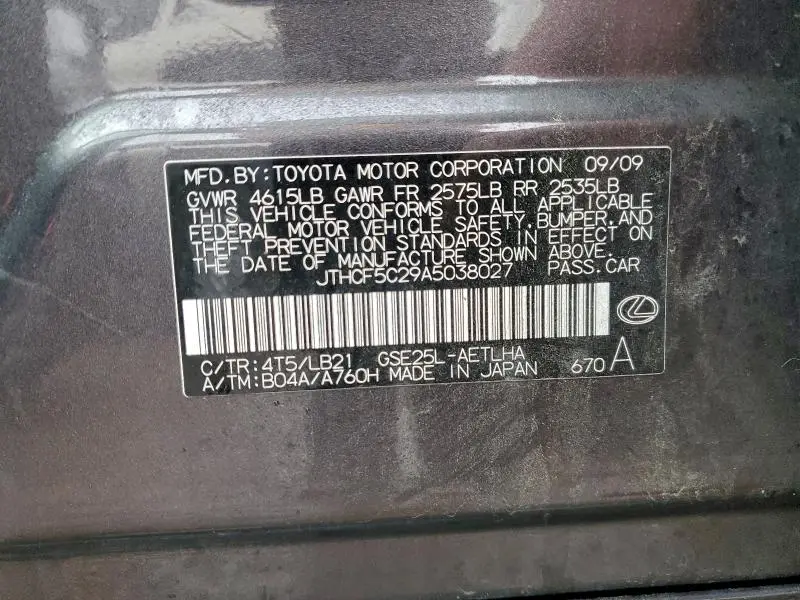 MFD.BY:TOYOTA MOTOR CORPORATION 09/09
GVWR 4615LB GAWR FR 2575LB RR 2535LB
THIS VEHICLE CONFORMS TO ALL APPLICABLE
FEDERAL MOTOR VEHICLE SAFETY,BUMPER,AND
THEFT PREVENTION STANDARDS IN EFFECT ON
THE DATE OF MANUFACTURE SHOWN ABOVE.
JTHCF5C29A5038027 PASS.CAR
C/TR:4T5/LB21 GSE25L-AETLHA
A/TM:B04A/A760H MADE IN JAPAN 670 A